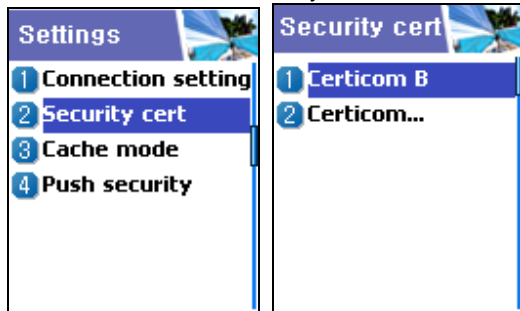 Settings
1 Connection setting
2 Security cert
3 Cache mode
4 Push security
Security cert
1 Certicom B
2 Certicom...